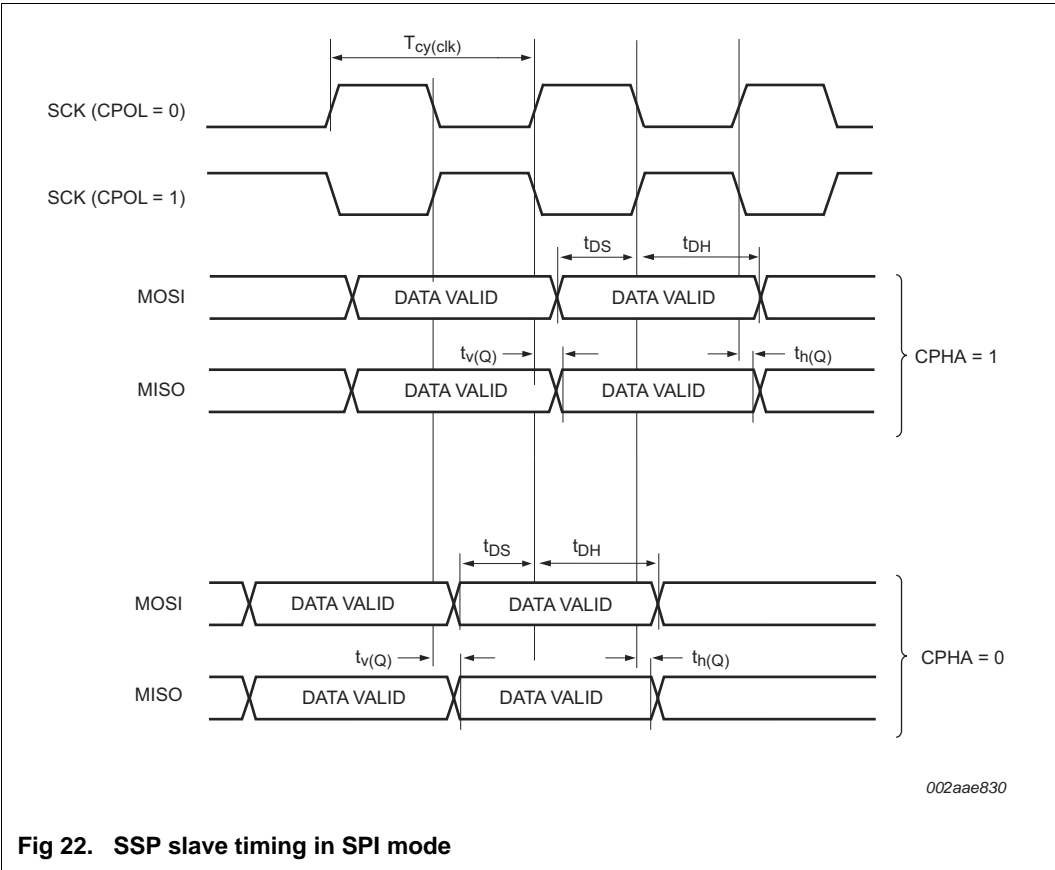 Tcy(clk)
SCK (CPOL = 0)
SCK (CPOL = 1)
tDS tDH
MOSI DATA VALID DATA VALID
tv(Q) th(Q)
CPHA = 1
MISO DATA VALID DATA VALID
tDS tDH
MOSI DATA VALID DATA VALID
tv(Q) th(Q)
CPHA = 0
MISO DATA VALID DATA VALID
002aae830
Fig 22. SSP slave timing in SPI mode